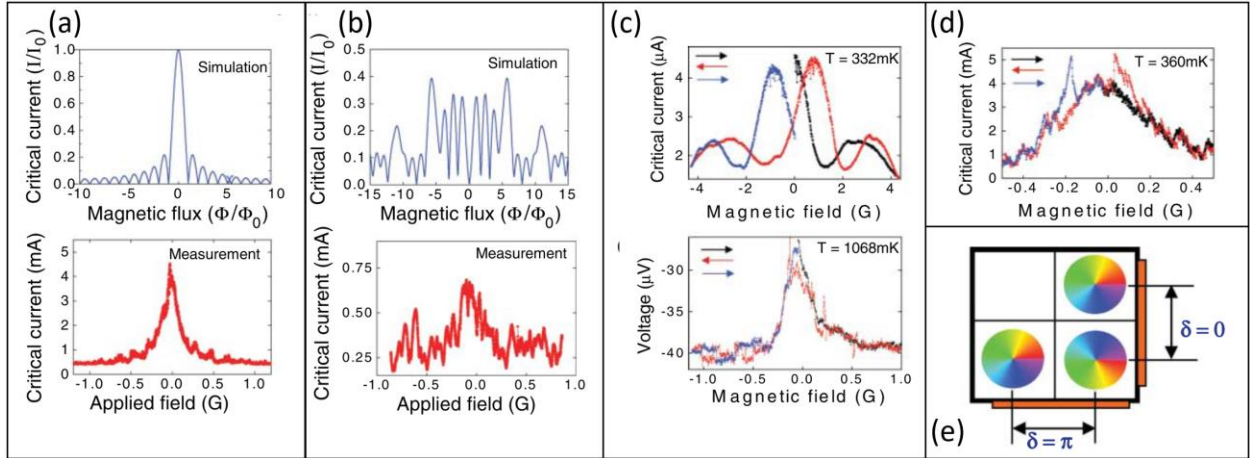 (a)
Critical current (I/I0)
1.0
0.8
0.6
0.4
0.2
0.0
Simulation
-10 -5 0 5 10
Magnetic flux (Φ/Φ0)
Critical current (mA)
5
4
3
2
1
0
Measurement
-1.0 -0.5 0.0 0.5 1.0
Applied field (G)
(b)
Critical current (I/I0)
0.5
0.4
0.3
0.2
0.1
0.0
Simulation
-15 -10 -5 0 5 10 15
Magnetic flux (Φ/Φ0)
Critical current (mA)
0.75
0.50
0.25
Measurement
-1.0 -0.5 0.0 0.5 1.0
Applied field (G)
(c)
Critical current (μA)
4
3
2
T = 332mK
-4 -2 0 2 4
Magnetic field (G)
Voltage (μV)
-30
-35
-40
T = 1068mK
-1.0 -0.5 0.0 0.5 1.0
Magnetic field (G)
(d)
Critical current (mA)
5
4
3
2
1
0
T = 360mK
-0.4 -0.2 0.0 0.2 0.4
Magnetic field (G)
δ = 0
δ = π
(e)